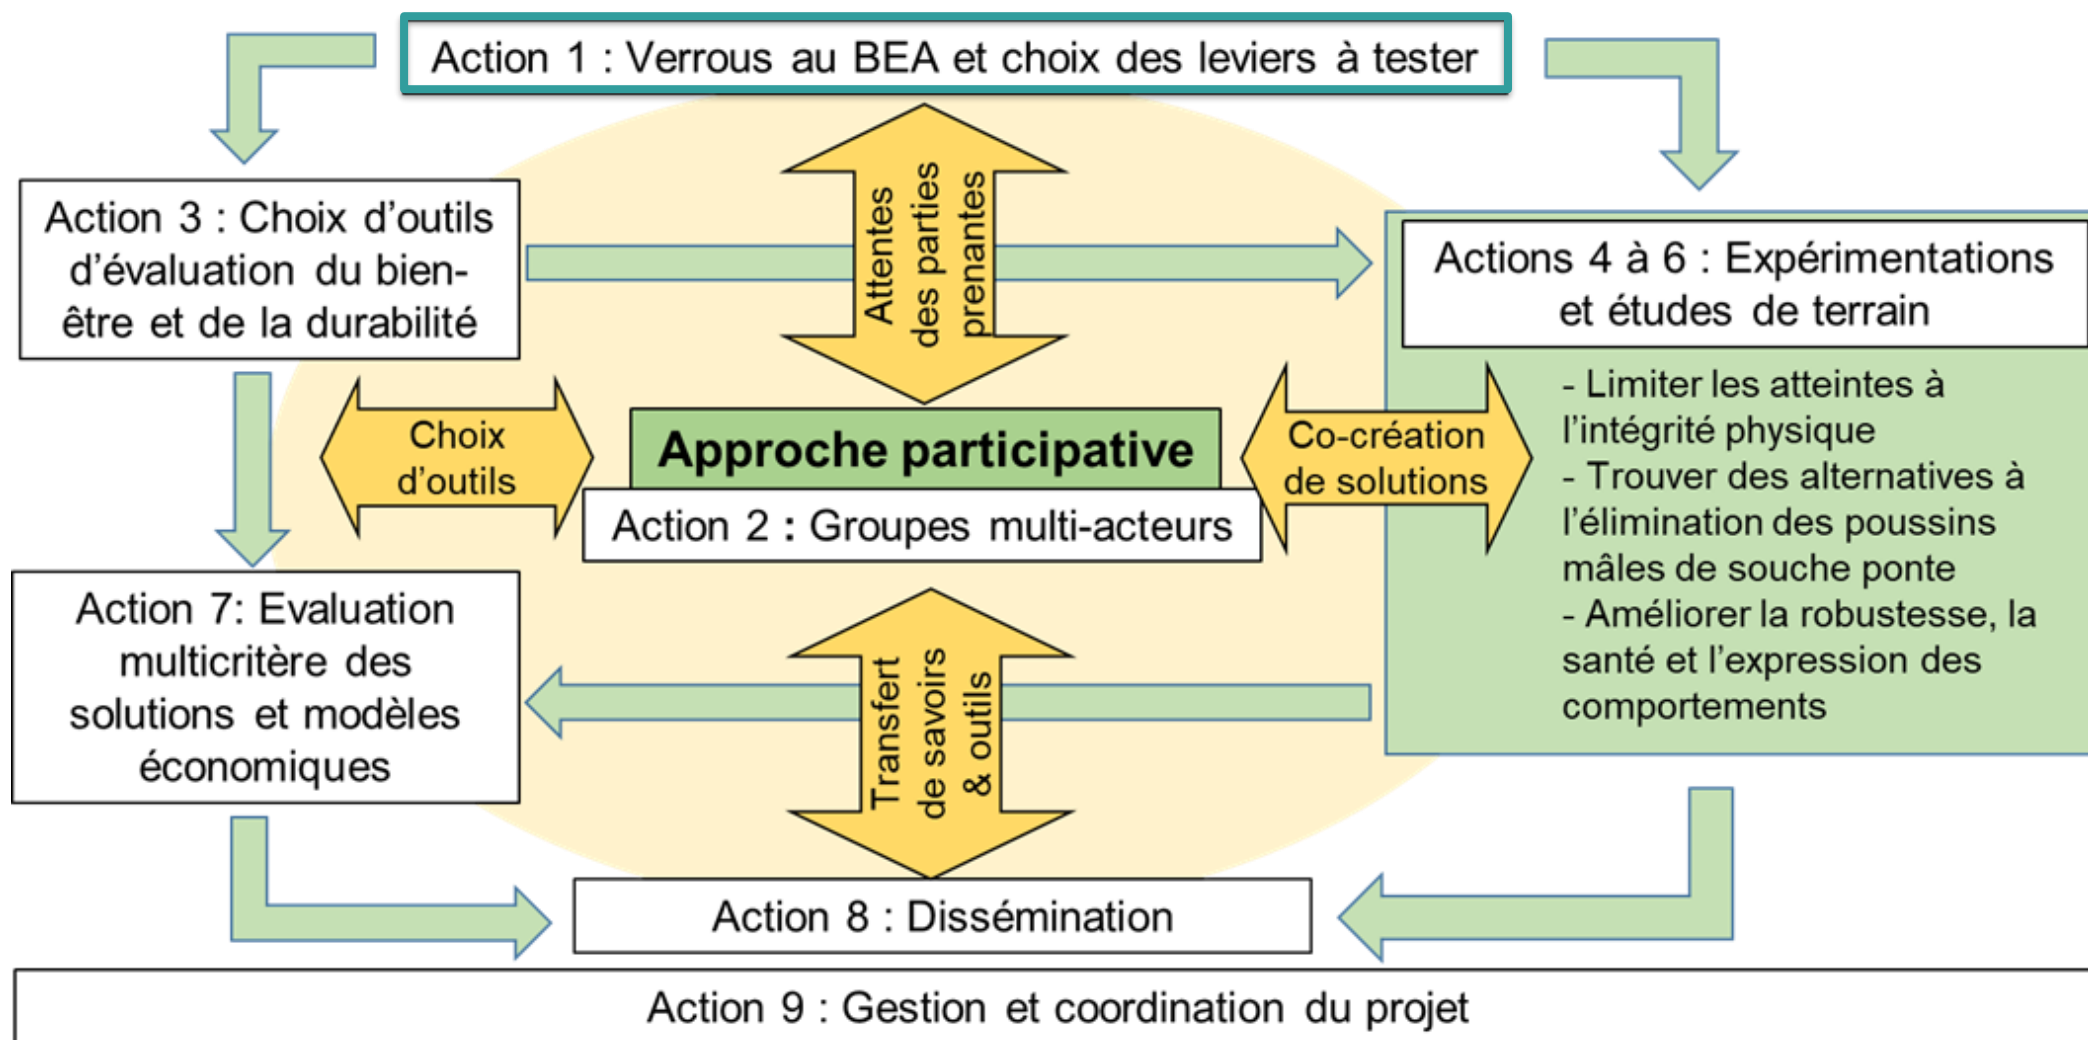 Action 1 : Verrous au BEA et choix des leviers à tester
Attentes
des parties
prenantes
Action 3 : Choix d’outils
d’évaluation du bien-
être et de la durabilité
Actions 4 à 6 : Expérimentations
et études de terrain
- Limiter les atteintes à
l’intégrité physique
- Trouver des alternatives à
l’élimination des poussins
mâles de souche ponte
- Améliorer la robustesse, la
santé et l’expression des
comportements
Choix
d’outils
Approche participative
Action 2 : Groupes multi-acteurs
Co-création
de solutions
Action 7: Evaluation
multicritère des
solutions et modèles
économiques
Transfert
de savoirs
& outils
Action 8 : Dissémination
Action 9 : Gestion et coordination du projet